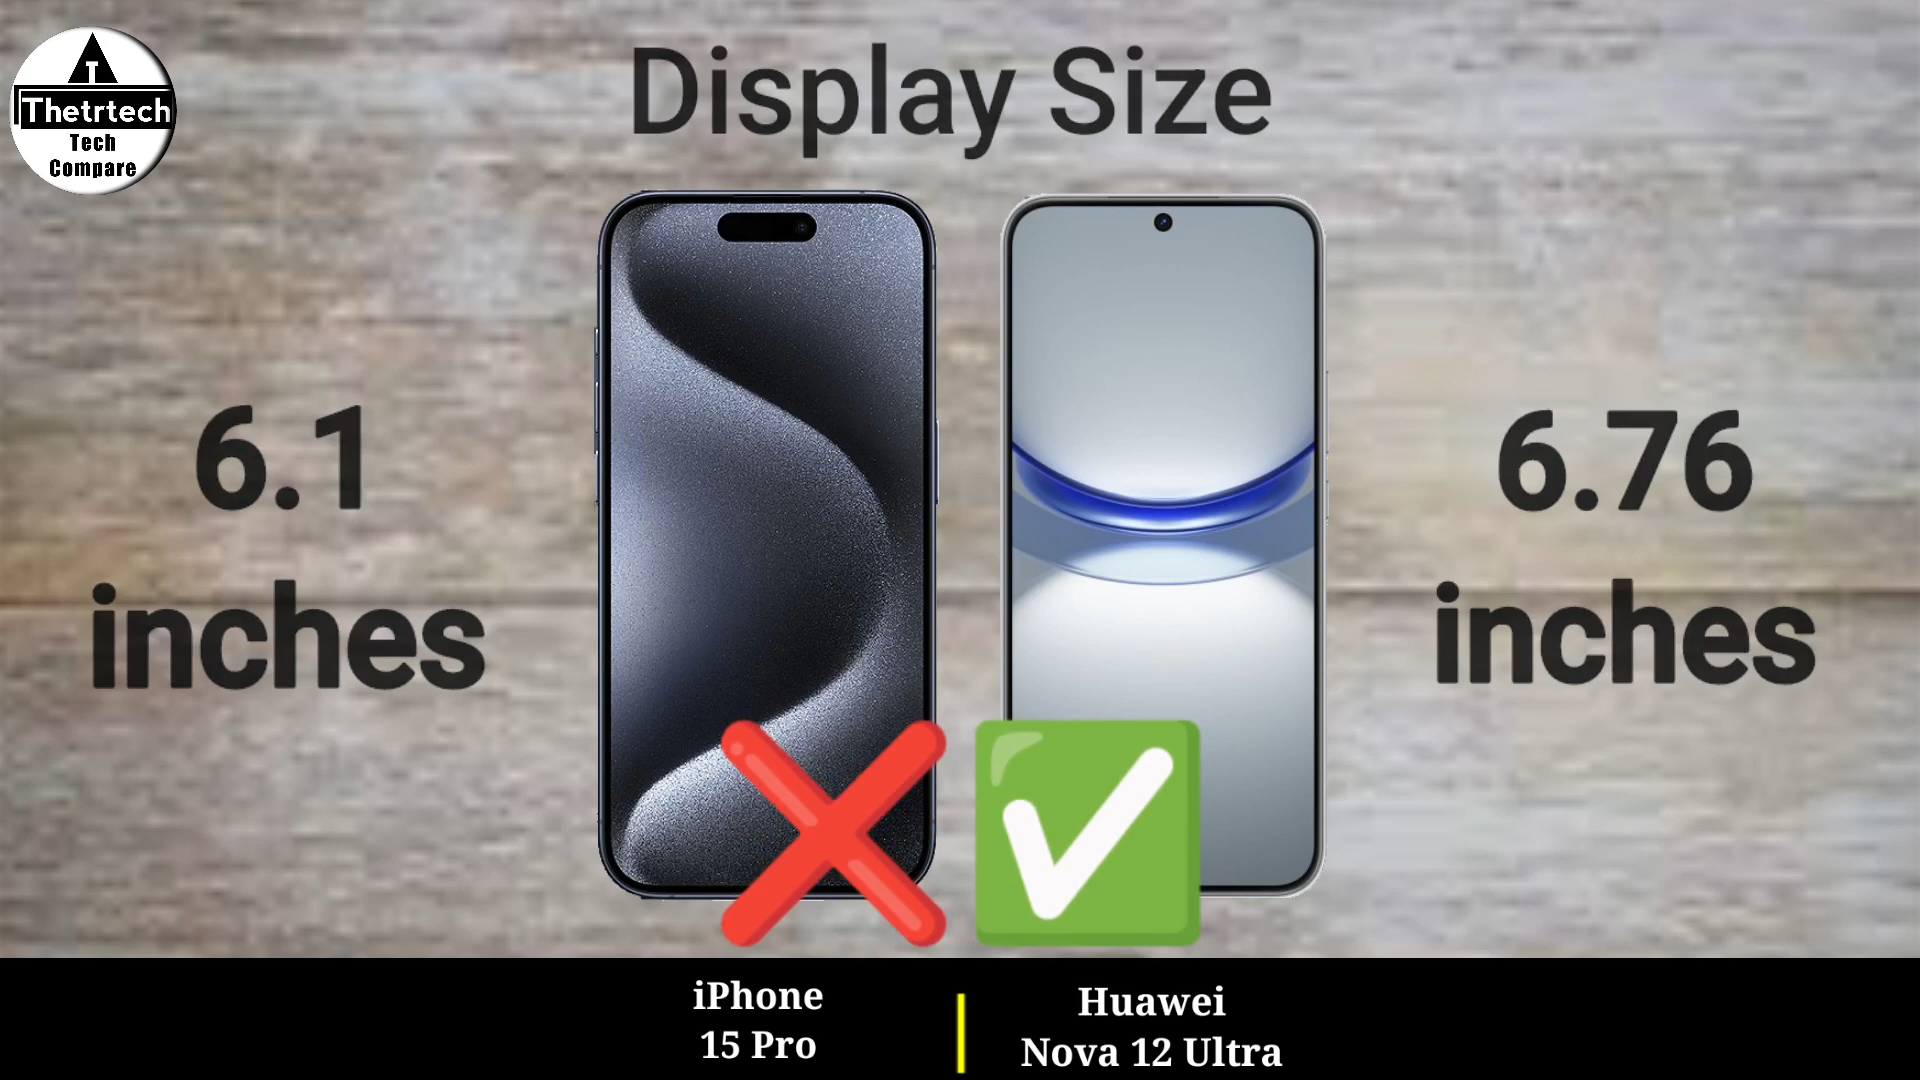 T
Thetrtech
Tech
Compare
Display Size
6.1
inches
6.76
inches
iPhone
15 Pro
Huawei
Nova 12 Ultra